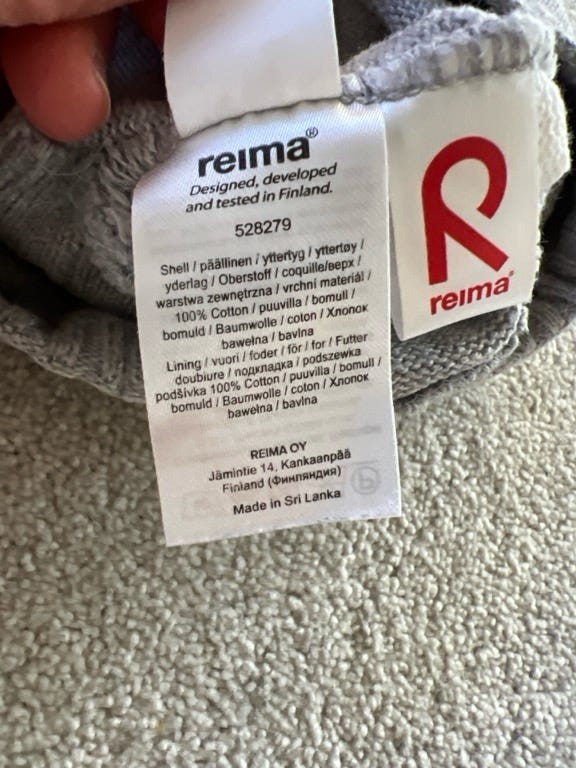 reima®
Designed, developed
and tested in Finland.
528279
Shell / päällinen / yttertyg / yttertøy /
yderlag / Oberstoff / coquille/верх /
warstwa zewnętrzna / vrchni materiál /
100% Cotton / puuvilla / bomull /
bomuld / Baumwolle / coton / Хлопок
bawełna / bavlna
Lining / vuori / foder / fôr / for / Futter
doubiure / подкладка / podszewka
podšívka 100% Cotton / puuvilla / bomull /
bomuld / Baumwolle / coton / Хлопок
bawełna / bavlna
REIMA OY
Jämintie 14, Kankaanpää
Finland (Финляндия)
Made in Sri Lanka
reima®